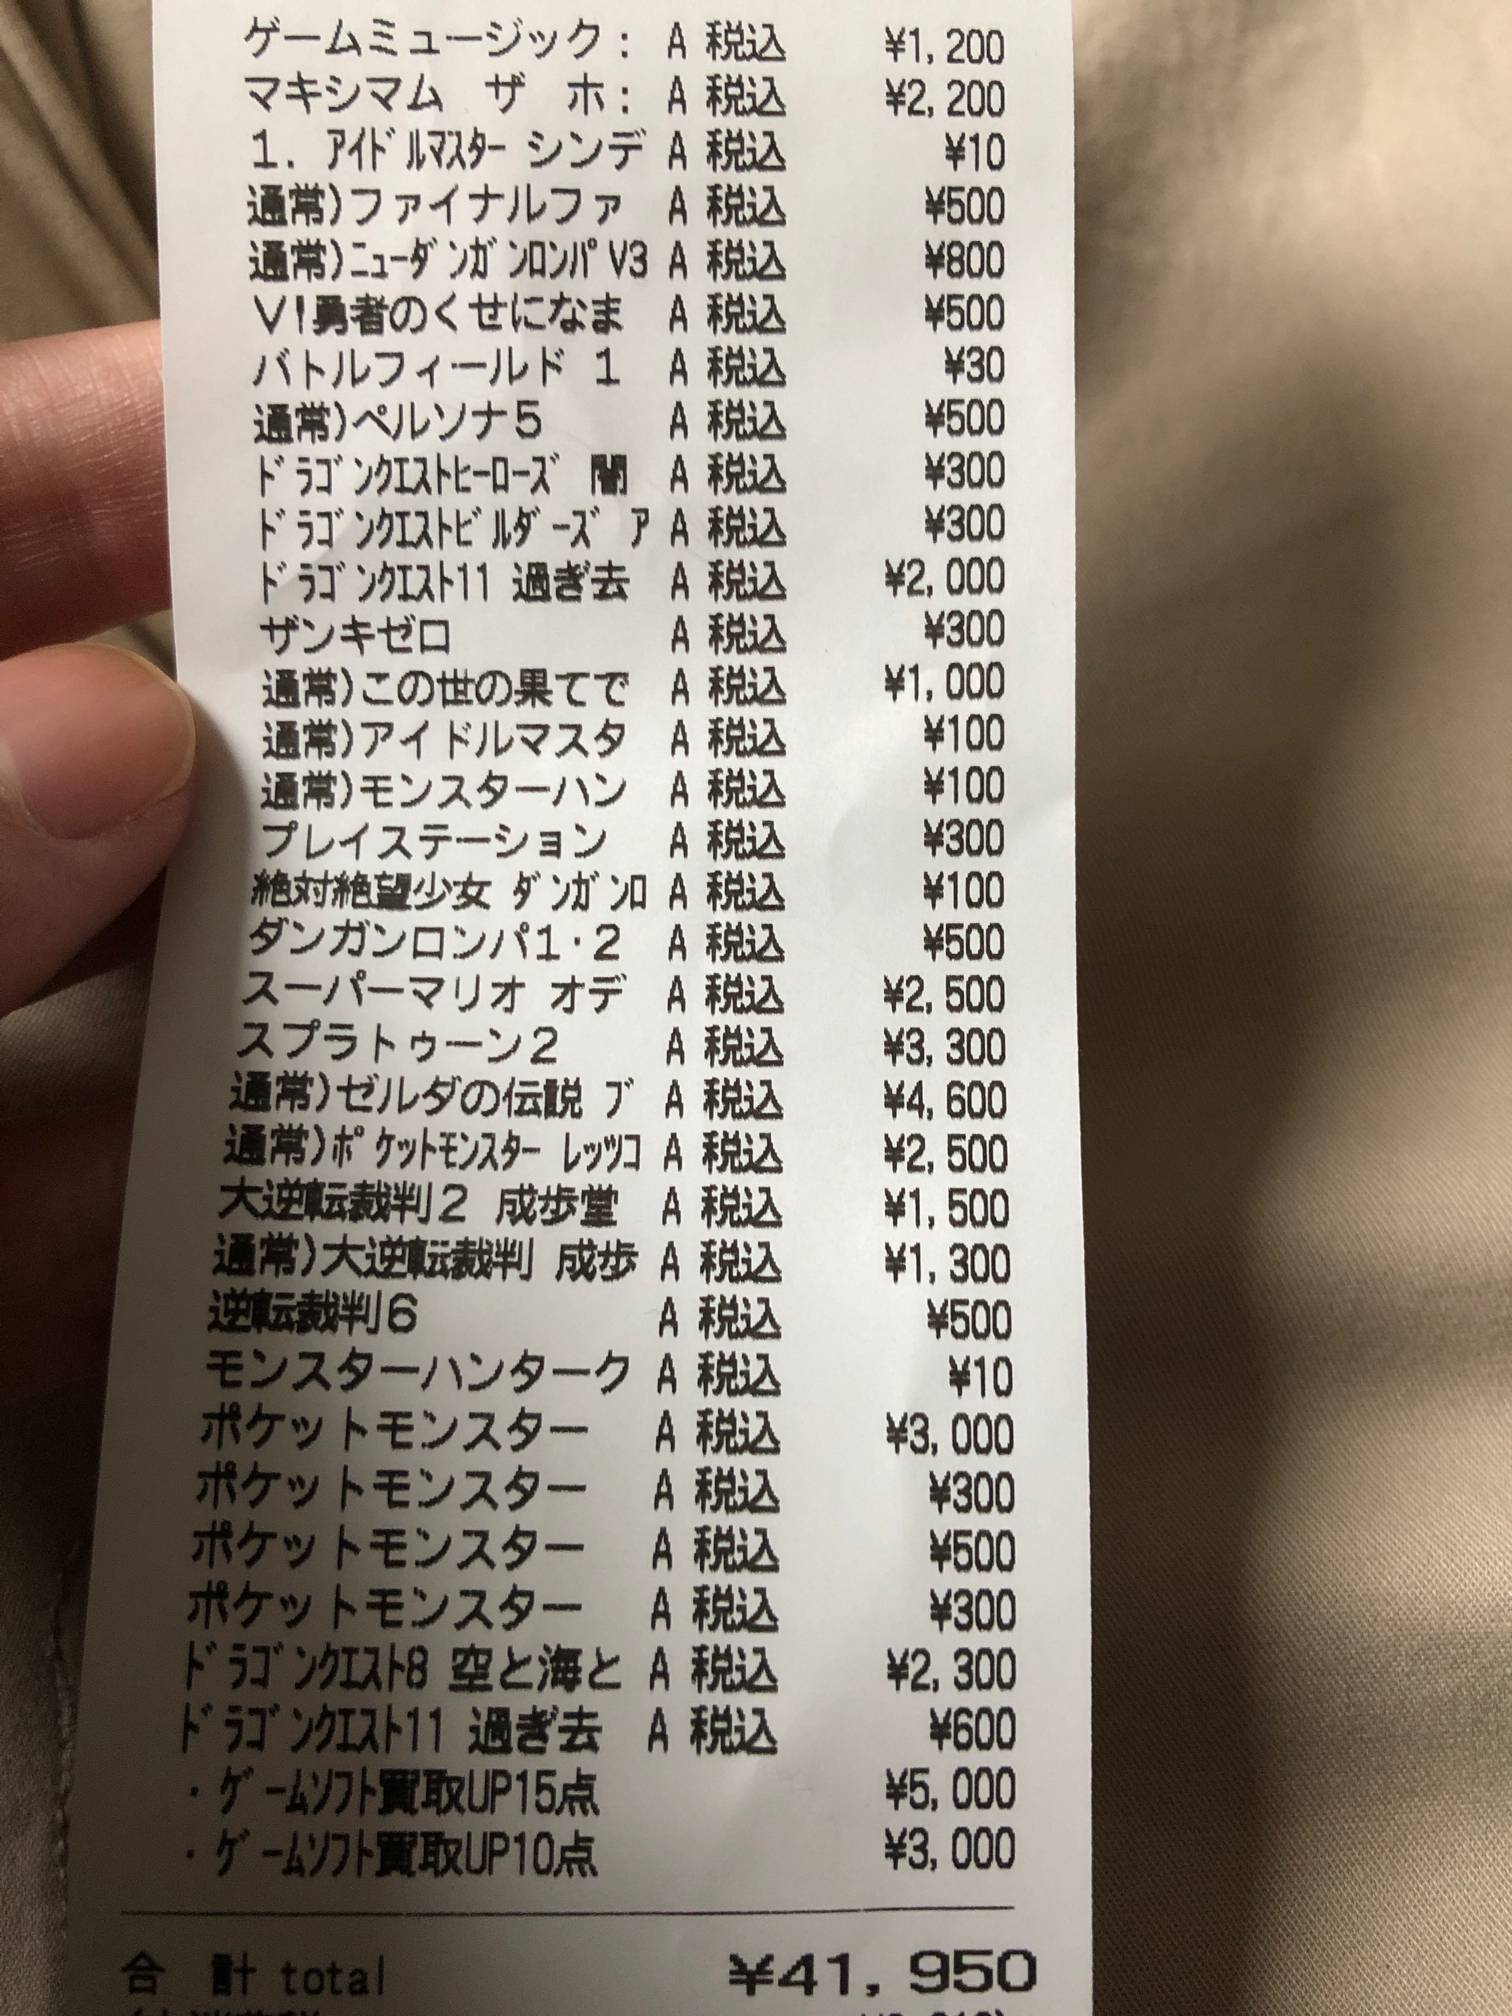 ゲームミュージック: A 税込 ¥1,200
マキシマム ザ ホ: A 税込 ¥2,200
1. ｱｲﾄﾞﾙﾏｽﾀｰ シンデ A 税込 ¥10
通常)ファイナルファ A 税込 ¥500
通常)ﾆｭｰﾀﾞﾝｶﾞﾝﾛﾝﾊﾟV3 A 税込 ¥800
V!勇者のくせになま A 税込 ¥500
バトルフィールド 1 A 税込 ¥30
通常)ペルソナ5 A 税込 ¥500
ﾄﾞﾗｺﾞﾝｸｴｽﾄﾋｰﾛｰｽﾞ 闇 A 税込 ¥300
ﾄﾞﾗｺﾞﾝｸｴｽﾄﾋﾞﾙﾀﾞｰｽﾞ ア A 税込 ¥300
ﾄﾞﾗｺﾞﾝｸｴｽﾄ11 過ぎ去 A 税込 ¥2,000
ザンキゼロ A 税込 ¥300
通常)この世の果てで A 税込 ¥1,000
通常)アイドルマスタ A 税込 ¥100
通常)モンスターハン A 税込 ¥100
プレイステーション A 税込 ¥300
絶対絶望少女 ﾀﾞﾝｶﾞﾝﾛ A 税込 ¥100
ダンガンロンパ1・2 A 税込 ¥500
スーパーマリオ オデ A 税込 ¥2,500
スプラトゥーン2 A 税込 ¥3,300
通常)ゼルダの伝説 ﾌﾞ A 税込 ¥4,600
通常)ﾎﾟｹｯﾄﾓﾝｽﾀｰ ﾚｯﾂｺ A 税込 ¥2,500
大逆転裁判2 成歩堂 A 税込 ¥1,500
通常)大逆転裁判 成歩 A 税込 ¥1,300
逆転裁判6 A 税込 ¥500
モンスターハンターク A 税込 ¥10
ポケットモンスター A 税込 ¥3,000
ポケットモンスター A 税込 ¥300
ポケットモンスター A 税込 ¥500
ポケットモンスター A 税込 ¥300
ﾄﾞﾗｺﾞﾝｸｴｽﾄ8 空と海と A 税込 ¥2,300
ﾄﾞﾗｺﾞﾝｸｴｽﾄ11 過ぎ去 A 税込 ¥600
・ｹﾞｰﾑｿﾌﾄ買取UP15点 ¥5,000
・ｹﾞｰﾑｿﾌﾄ買取UP10点 ¥3,000
合 計 total ¥41,950